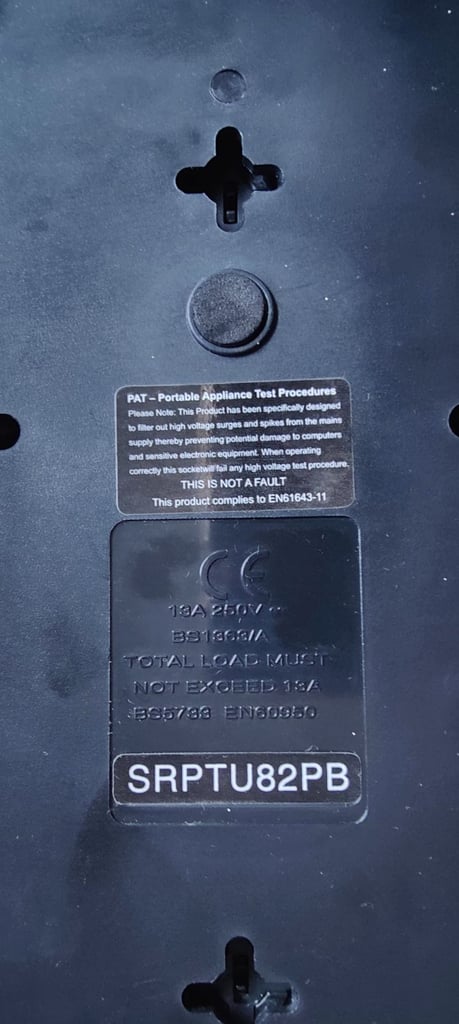 PAT – Portable Appliance Test Procedures
Please Note: This Product has been specifically designed
to filter out high voltage surges and spikes from the mains
supply thereby preventing potential damage to computers
and sensitive electronic equipment. When operating
correctly this socketwill fail any high voltage test procedure.
THIS IS NOT A FAULT
This product complies to EN61643-11
CE
13A 250V ~
BS1363/A
TOTAL LOAD MUST
NOT EXCEED 13A
BS5733 EN60950
SRPTU82PB